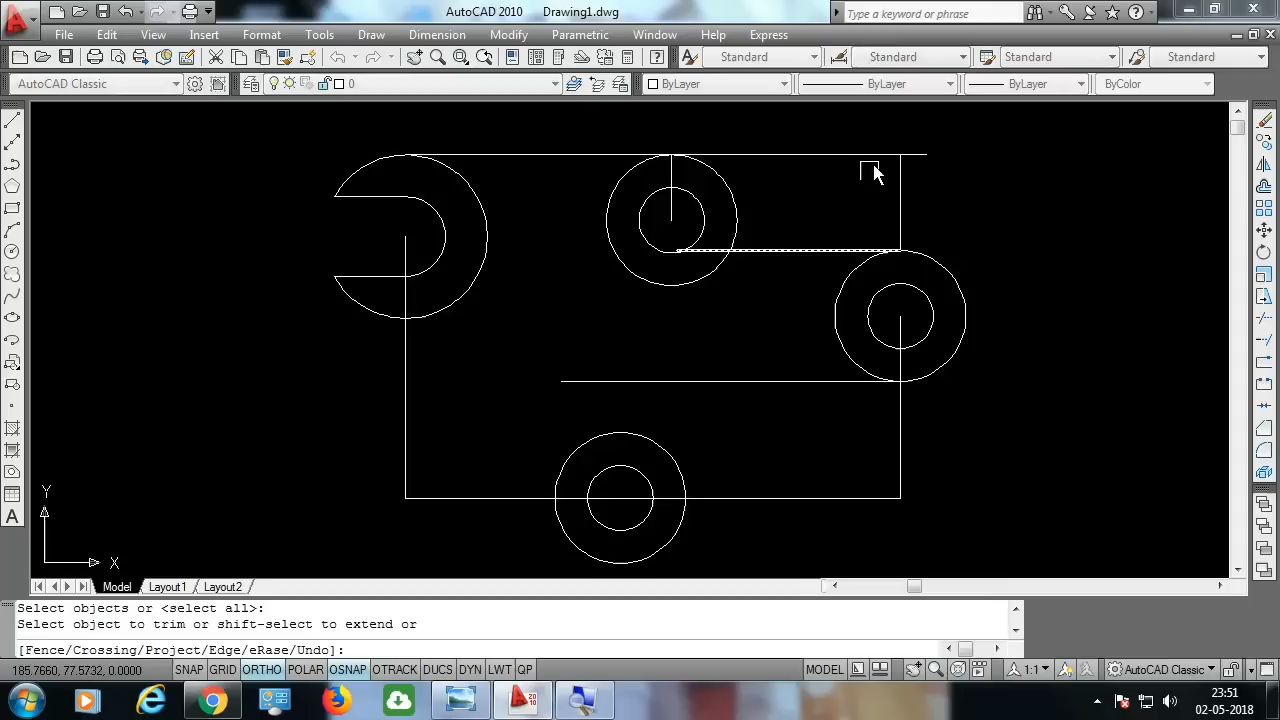 AutoCAD 2010 Drawing1.dwg
Type a keyword or phrase
File Edit View Insert Format Tools Draw Dimension Modify Parametric Window Help Express
Standard Standard Standard Standard
AutoCAD Classic 0 ByLayer ByLayer ByLayer ByColor
Y
X
A
Model Layout1 Layout2
Select objects or <select all>:
Select object to trim or shift-select to extend or
[Fence/Crossing/Project/Edge/eRase/Undo]:
185.7660, 77.5732, 0.0000 SNAP GRID ORTHO POLAR OSNAP OTRACK DUCS DYN LWT QP MODEL 1:1 AutoCAD Classic
23:51
02-05-2018